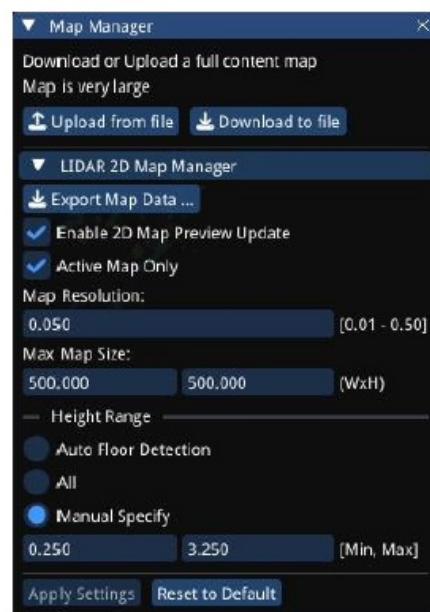 Map Manager
Download or Upload a full content map
Map is very large
Upload from file Download to file
LIDAR 2D Map Manager
Export Map Data ...
Enable 2D Map Preview Update
Active Map Only
Map Resolution:
0.050 [0.01 - 0.50]
Max Map Size:
500.000 500.000 (WxH)
Height Range
Auto Floor Detection
All
Manual Specify
0.250 3.250 [Min, Max]
Apply Settings Reset to Default